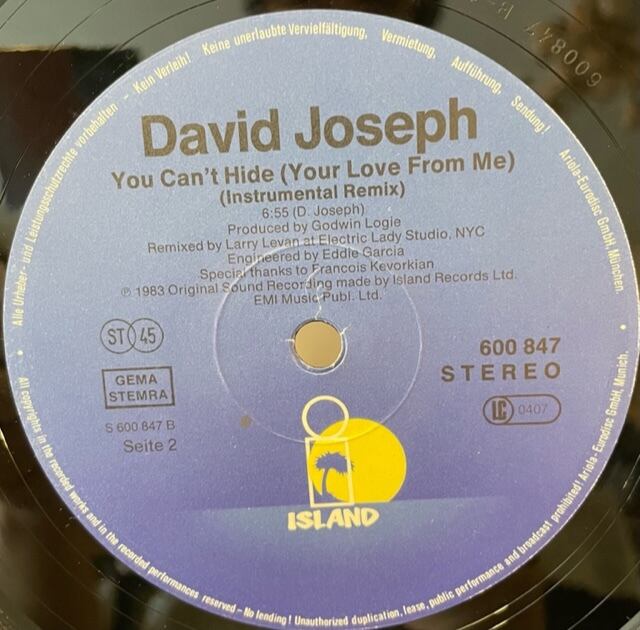 David Joseph
You Can't Hide (Your Love From Me)
(Instrumental Remix)
6:55 (D. Joseph)
Produced by Godwin Logie
Remixed by Larry Levan at Electric Lady Studio, NYC
Engineered by Eddie Garcia
Special thanks to Francois Kevorkian
℗ 1983 Original Sound Recording made by Island Records Ltd.
EMI Music Publ. Ltd.
ST 45
GEMA
STEMRA
S 600 847 B
Seite 2
600 847
STEREO
LC 0407
ISLAND
Alle Urheber- und Leistungsschutzrechte vorbehalten – Kein Verleih! Keine unerlaubte Vervielfältigung, Vermietung, Aufführung, Sendung! Ariola-Eurodisc GmbH, München.
All copyrights in the recorded works and in the recorded performances reserved – No lending! Unauthorized duplication, lease, public performance and broadcast prohibited! Ariola-Eurodisc GmbH, Munich.
600847